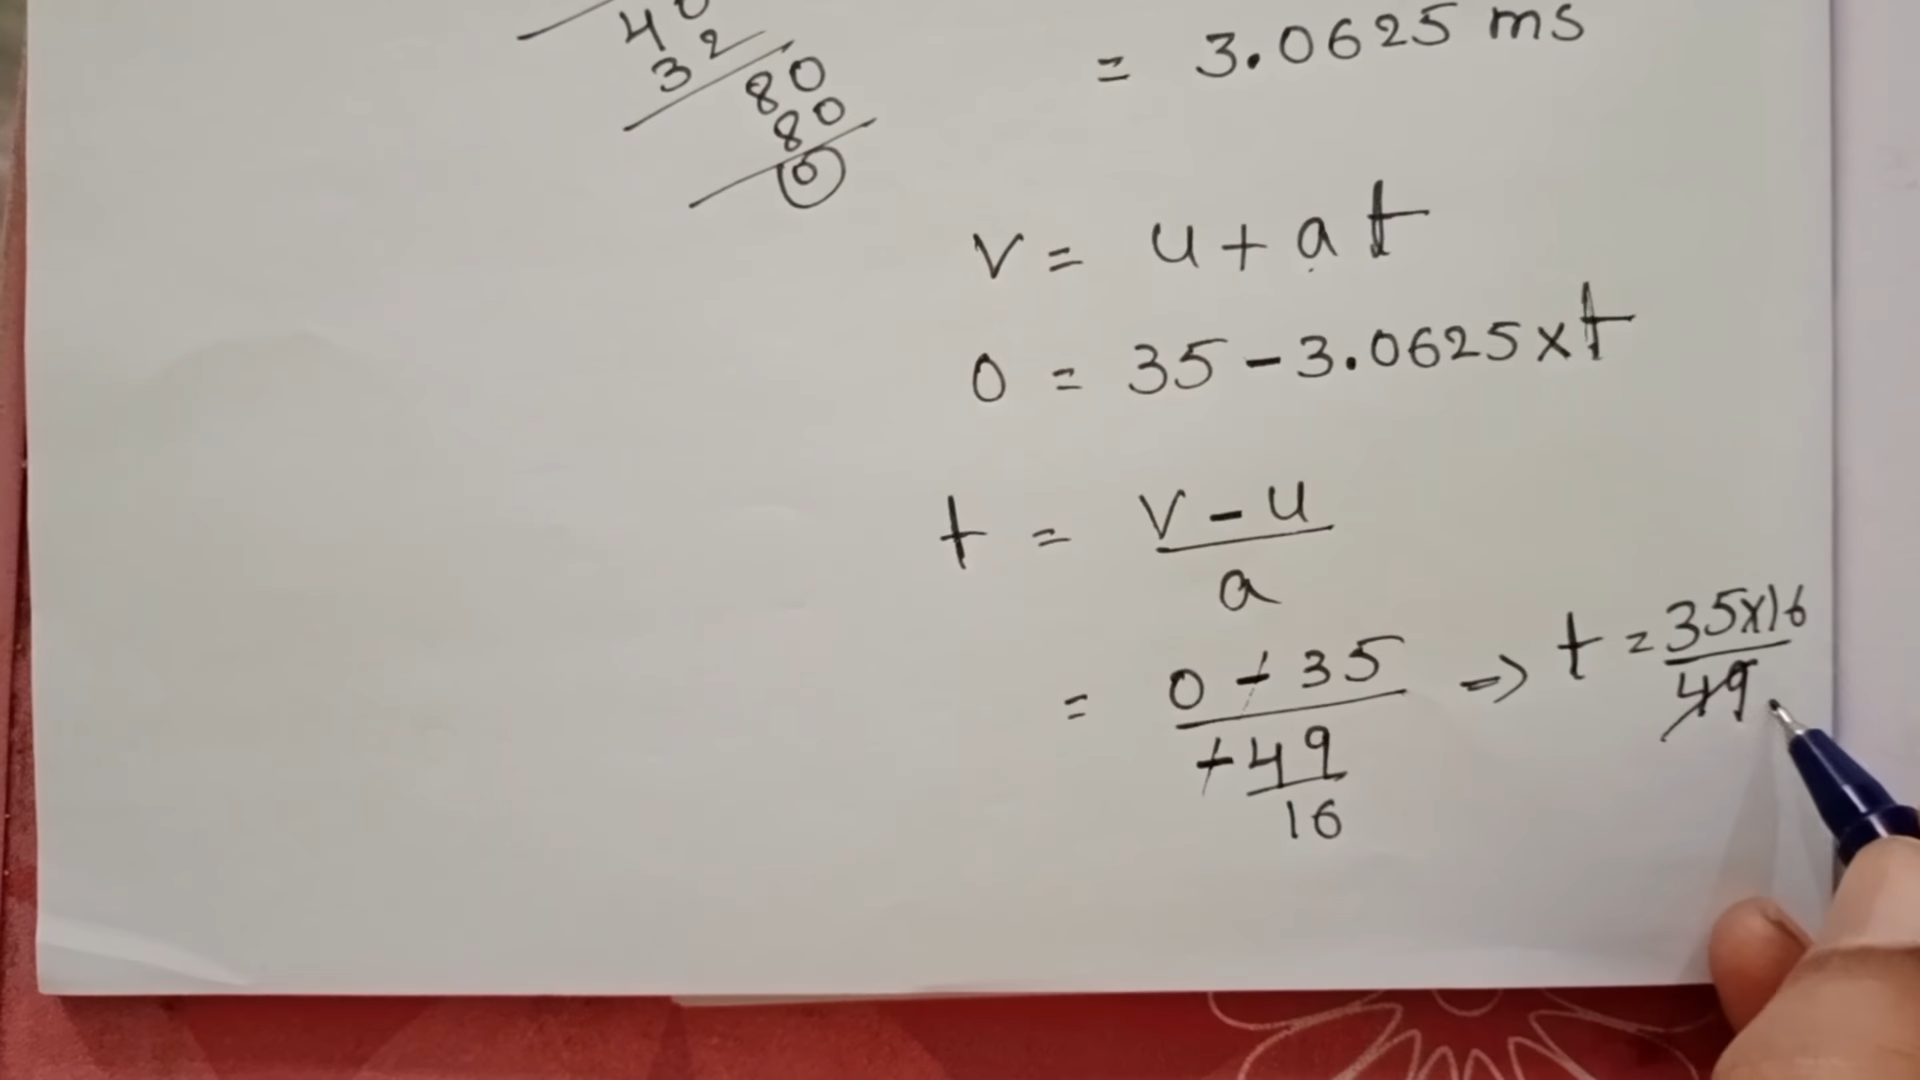 40
32
80
80
0
= 3.0625 ms
v = u + at
0 = 35 - 3.0625 × t
t = v - u
a
= 0 - 35 ⇒ t = 35×16
49
- 49
16